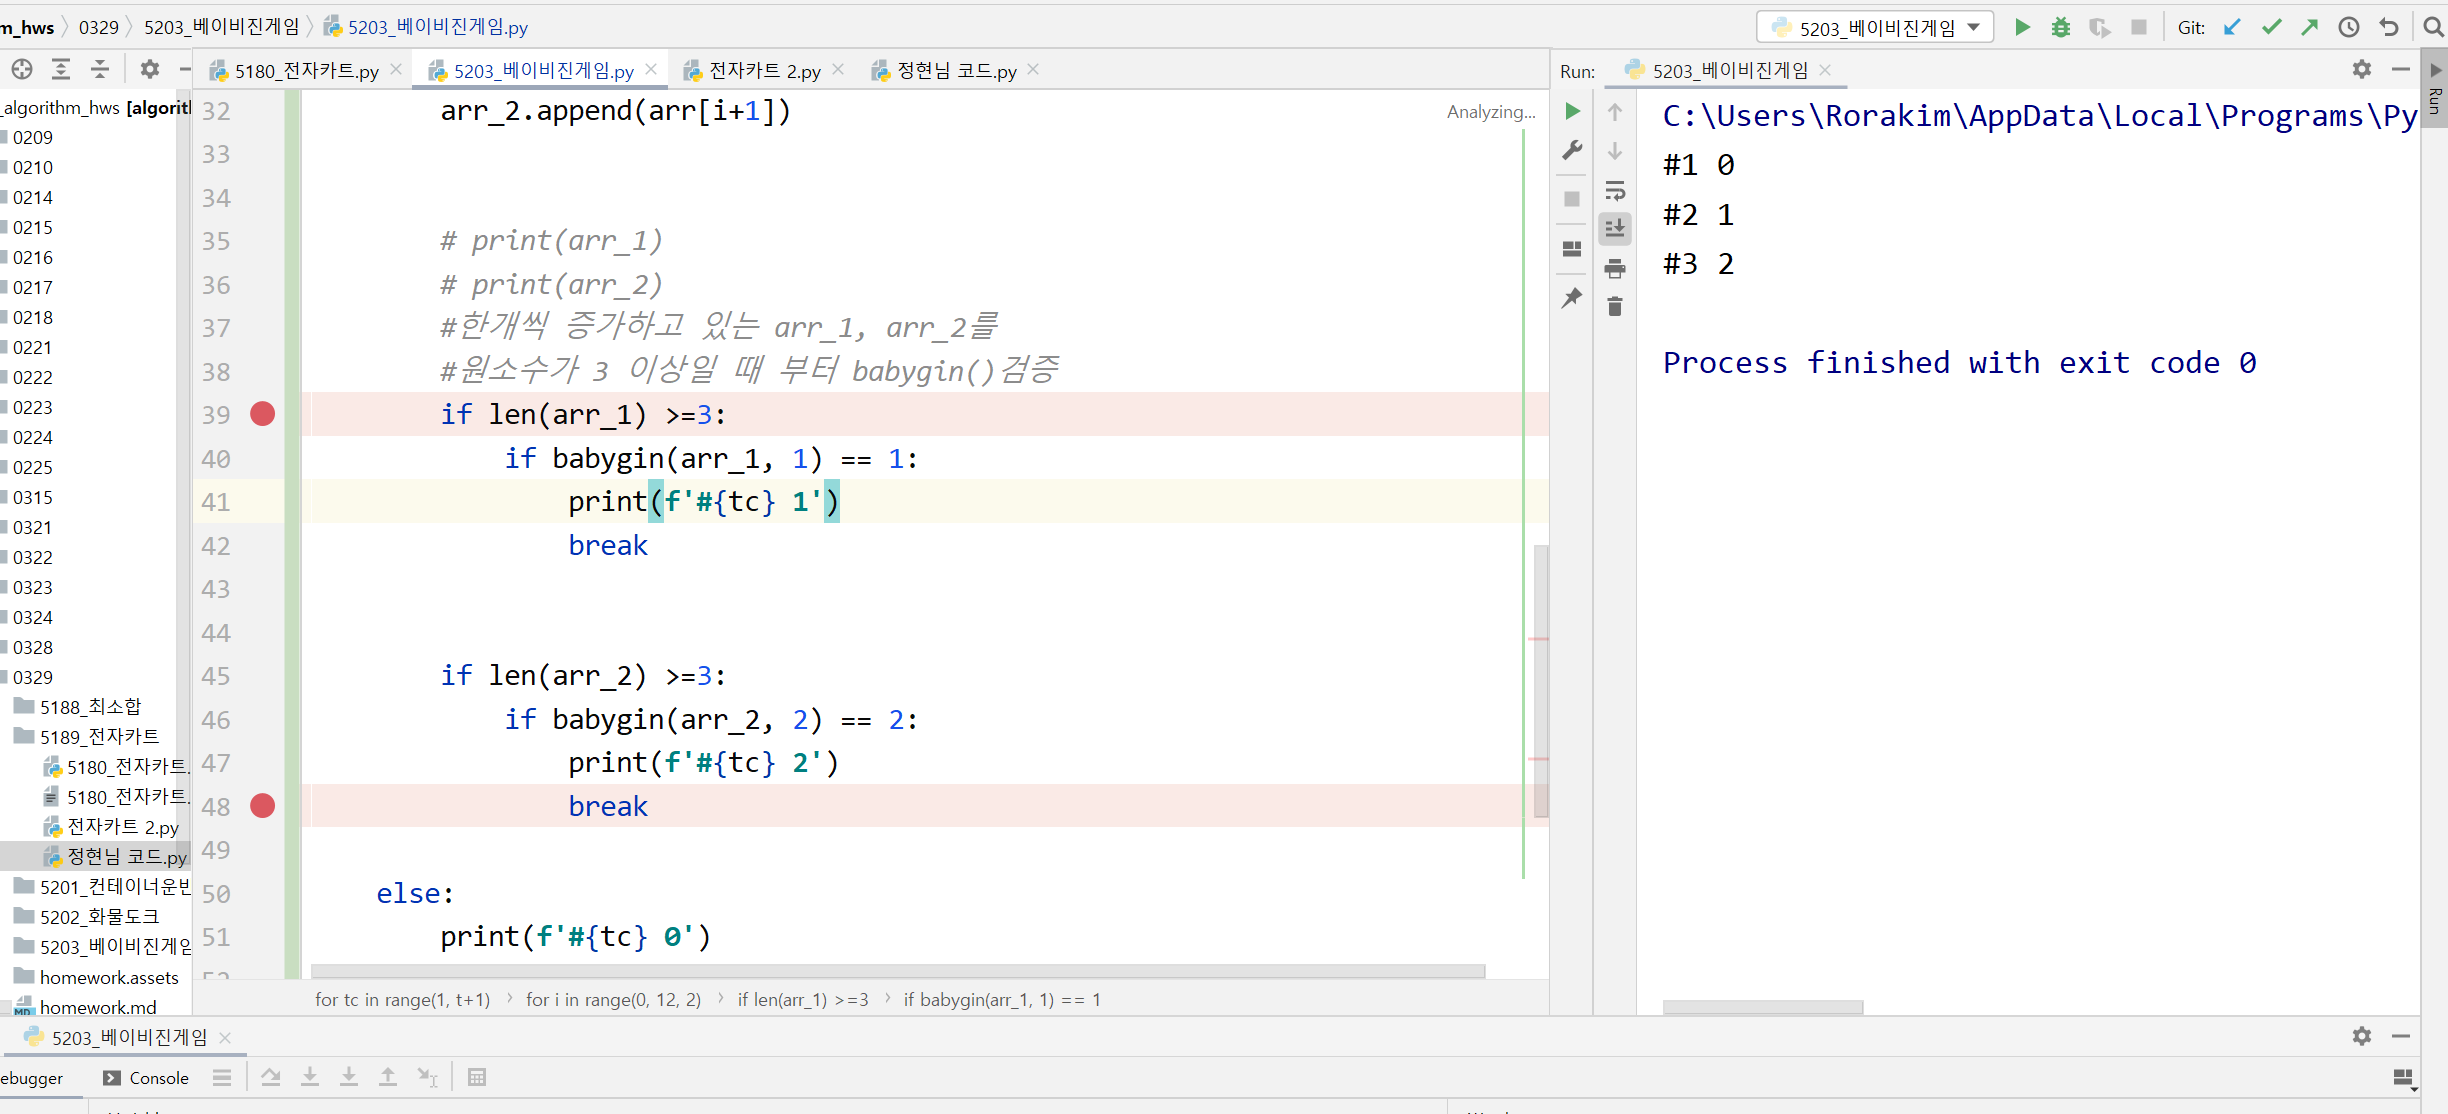 m_hws 0329 5203_베이비진게임 5203_베이비진게임.py
5203_베이비진게임
Git:
5180_전자카트.py
5203_베이비진게임.py
전자카트 2.py
정현님 코드.py
Run:
5203_베이비진게임
Run
_algorithm_hws [algorit
0209
0210
0214
0215
0216
0217
0218
0221
0222
0223
0224
0225
0315
0321
0322
0323
0324
0328
0329
5188_최소합
5189_전자카트
5180_전자카트.
5180_전자카트.
전자카트 2.py
정현님 코드.py
5201_컨테이너운반
5202_화물도크
5203_베이비진게임
homework.assets
MD homework.md
Analyzing...
32 arr_2.append(arr[i+1])
33
34
35 # print(arr_1)
36 # print(arr_2)
37 #한개씩 증가하고 있는 arr_1, arr_2를
38 #원소수가 3 이상일 때 부터 babygin()검증
39 if len(arr_1) >=3:
40 if babygin(arr_1, 1) == 1:
41 print(f'#{tc} 1')
42 break
43
44
45 if len(arr_2) >=3:
46 if babygin(arr_2, 2) == 2:
47 print(f'#{tc} 2')
48 break
49
50 else:
51 print(f'#{tc} 0')
52
for tc in range(1, t+1) for i in range(0, 12, 2) if len(arr_1) >=3 if babygin(arr_1, 1) == 1
C:\Users\Rorakim\AppData\Local\Programs\Py
#1 0
#2 1
#3 2
Process finished with exit code 0
5203_베이비진게임
ebugger
Console